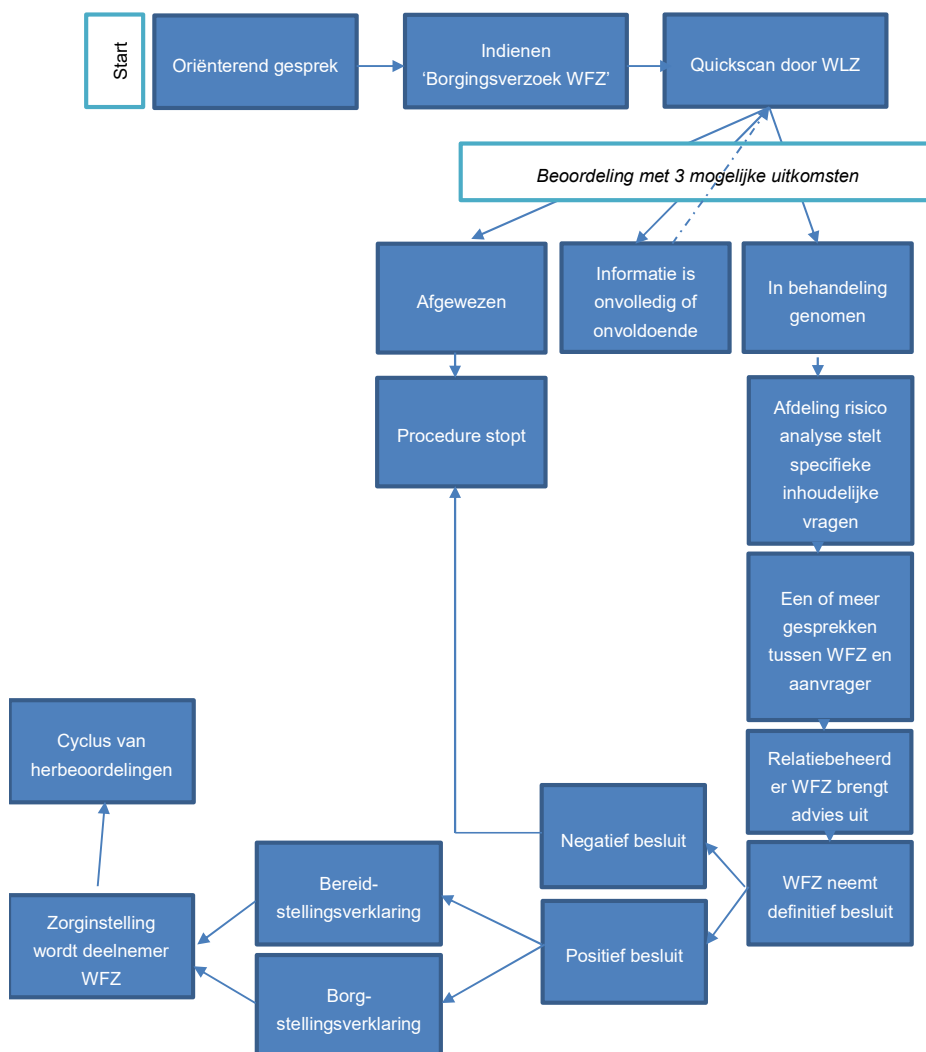 Start
Oriënterend gesprek
Indienen
‘Borgingsverzoek WFZ’
Quickscan door WLZ
Beoordeling met 3 mogelijke uitkomsten
Afgewezen
Informatie is
onvolledig of
onvoldoende
In behandeling
genomen
Procedure stopt
Afdeling risico
analyse stelt
specifieke
inhoudelijke
vragen
Een of meer
gesprekken
tussen WFZ en
aanvrager
Relatiebeheerd
er WFZ brengt
advies uit
WFZ neemt
definitief besluit
Negatief besluit
Positief besluit
Bereid-
stellingsverklaring
Borg-
stellingsverklaring
Zorginstelling
wordt deelnemer
WFZ
Cyclus van
herbeoordelingen